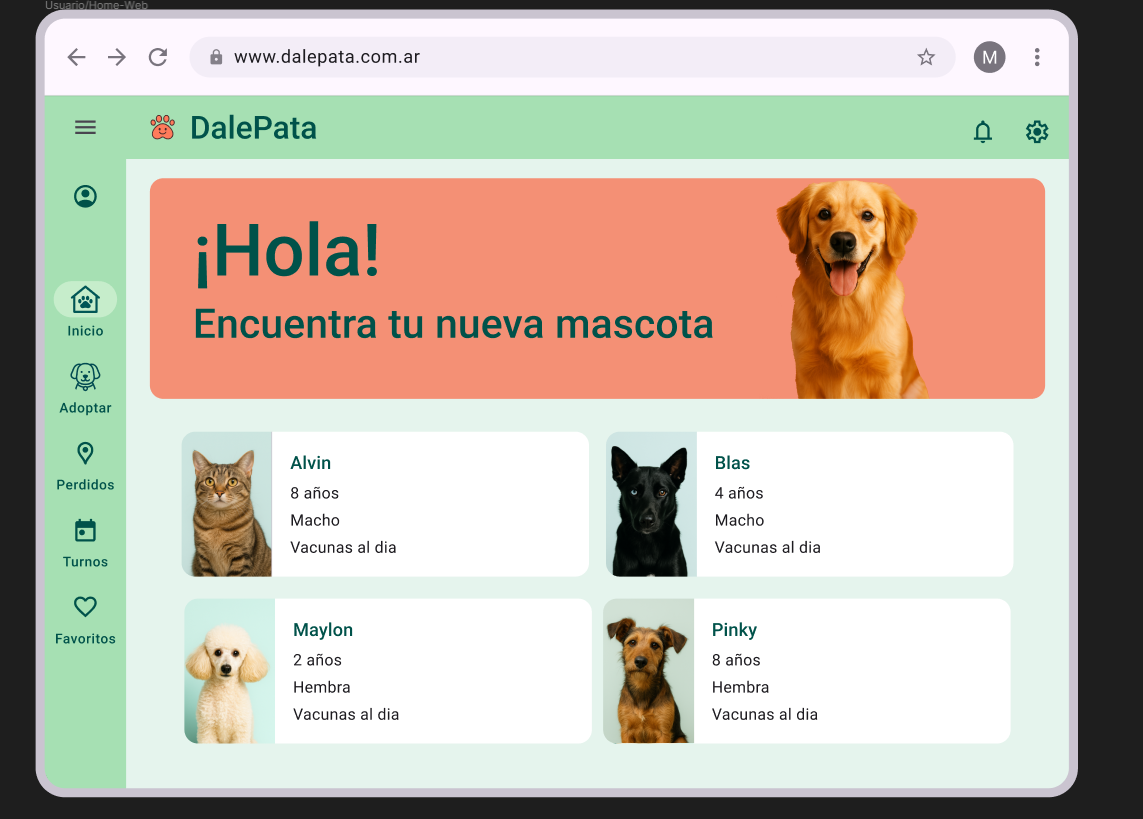 Usuario/Home-Web
www.dalepata.com.ar
M
DalePata
¡Hola!
Encuentra tu nueva mascota
Inicio
Adoptar
Perdidos
Turnos
Favoritos
Alvin
8 años
Macho
Vacunas al dia
Blas
4 años
Macho
Vacunas al dia
Maylon
2 años
Hembra
Vacunas al dia
Pinky
8 años
Hembra
Vacunas al dia